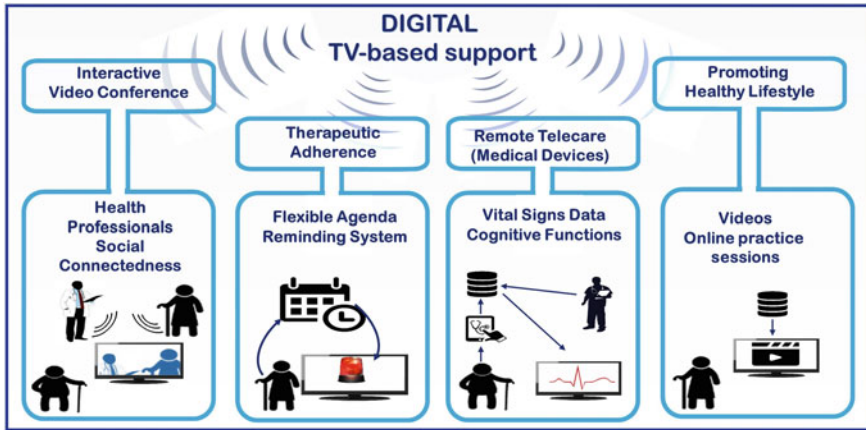 DIGITAL
TV-based support
Interactive
Video Conference
Health
Professionals
Social
Connectedness
Therapeutic
Adherence
Flexible Agenda
Reminding System
Remote Telecare
(Medical Devices)
Vital Signs Data
Cognitive Functions
Promoting
Healthy Lifestyle
Videos
Online practice
sessions